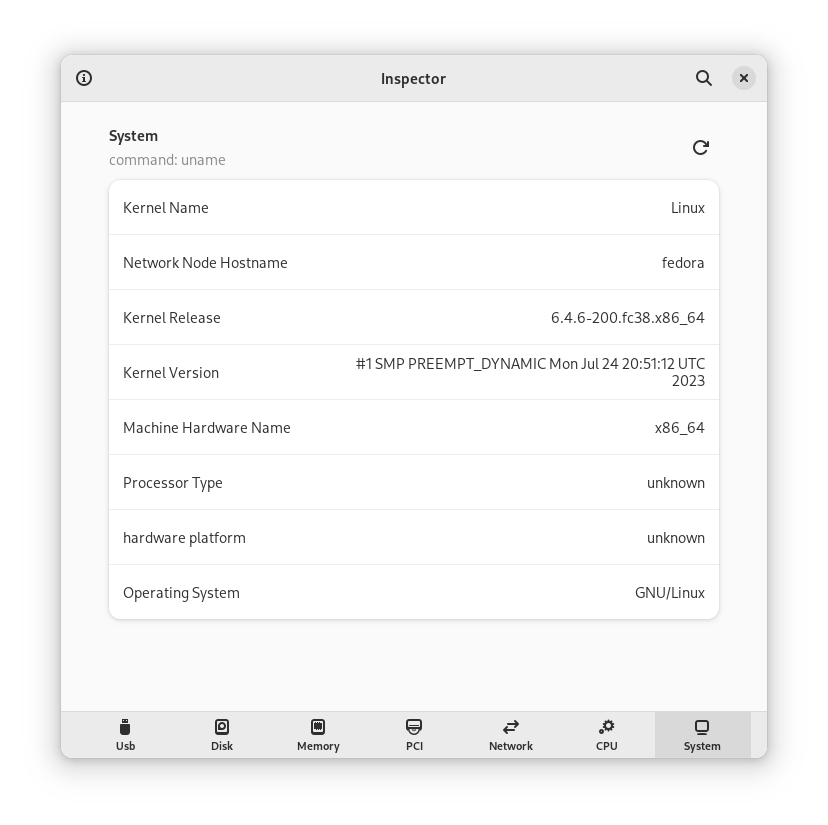 Inspector
System
command: uname
Kernel Name Linux
Network Node Hostname fedora
Kernel Release 6.4.6-200.fc38.x86_64
Kernel Version #1 SMP PREEMPT_DYNAMIC Mon Jul 24 20:51:12 UTC
2023
Machine Hardware Name x86_64
Processor Type unknown
hardware platform unknown
Operating System GNU/Linux
Usb Disk Memory PCI Network CPU System